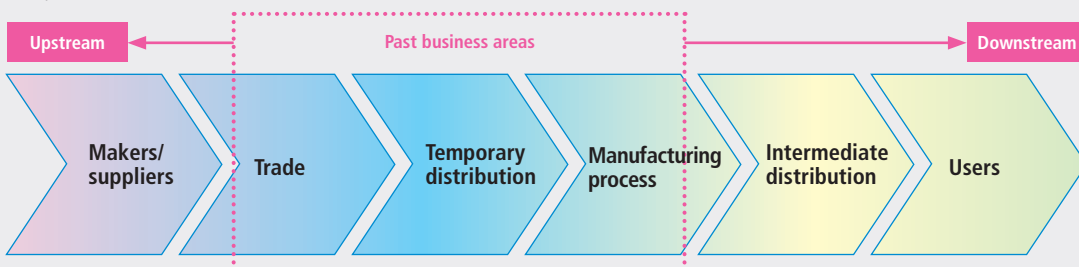 Upstream
Past business areas
Downstream
Makers/
suppliers
Trade
Temporary
distribution
Manufacturing
process
Intermediate
distribution
Users